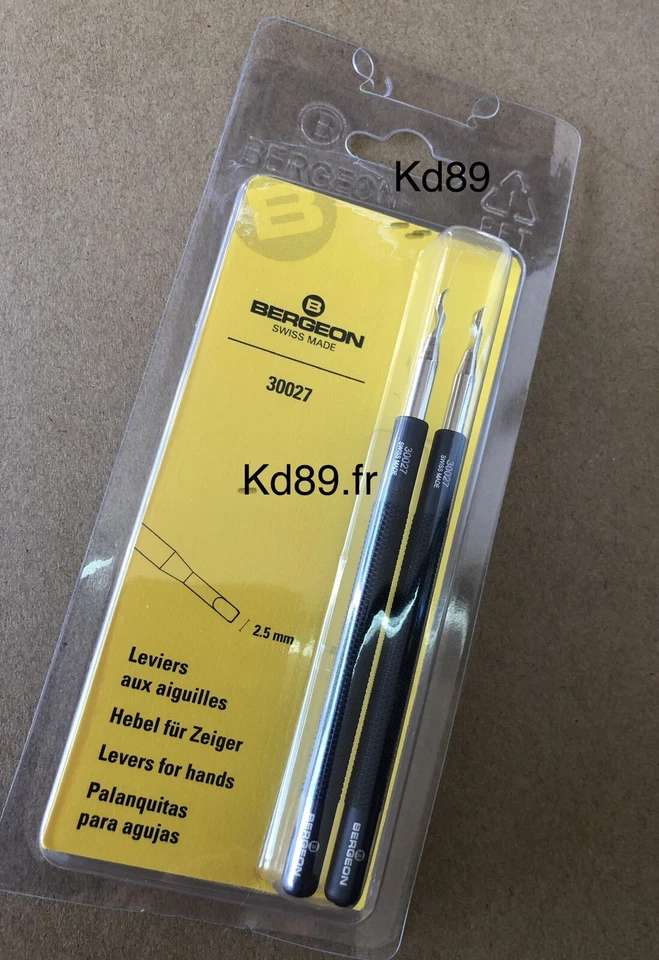 B
BERGEON
Kd89
PET
B
B
BERGEON
SWISS MADE
30027
30027
SWISS MADE
30027
SWISS MADE
Kd89.fr
2.5 mm
Leviers
aux aiguilles
Hebel für Zeiger
Levers for hands
Palanquitas
para agujas
B BERGEON
B BERGEON